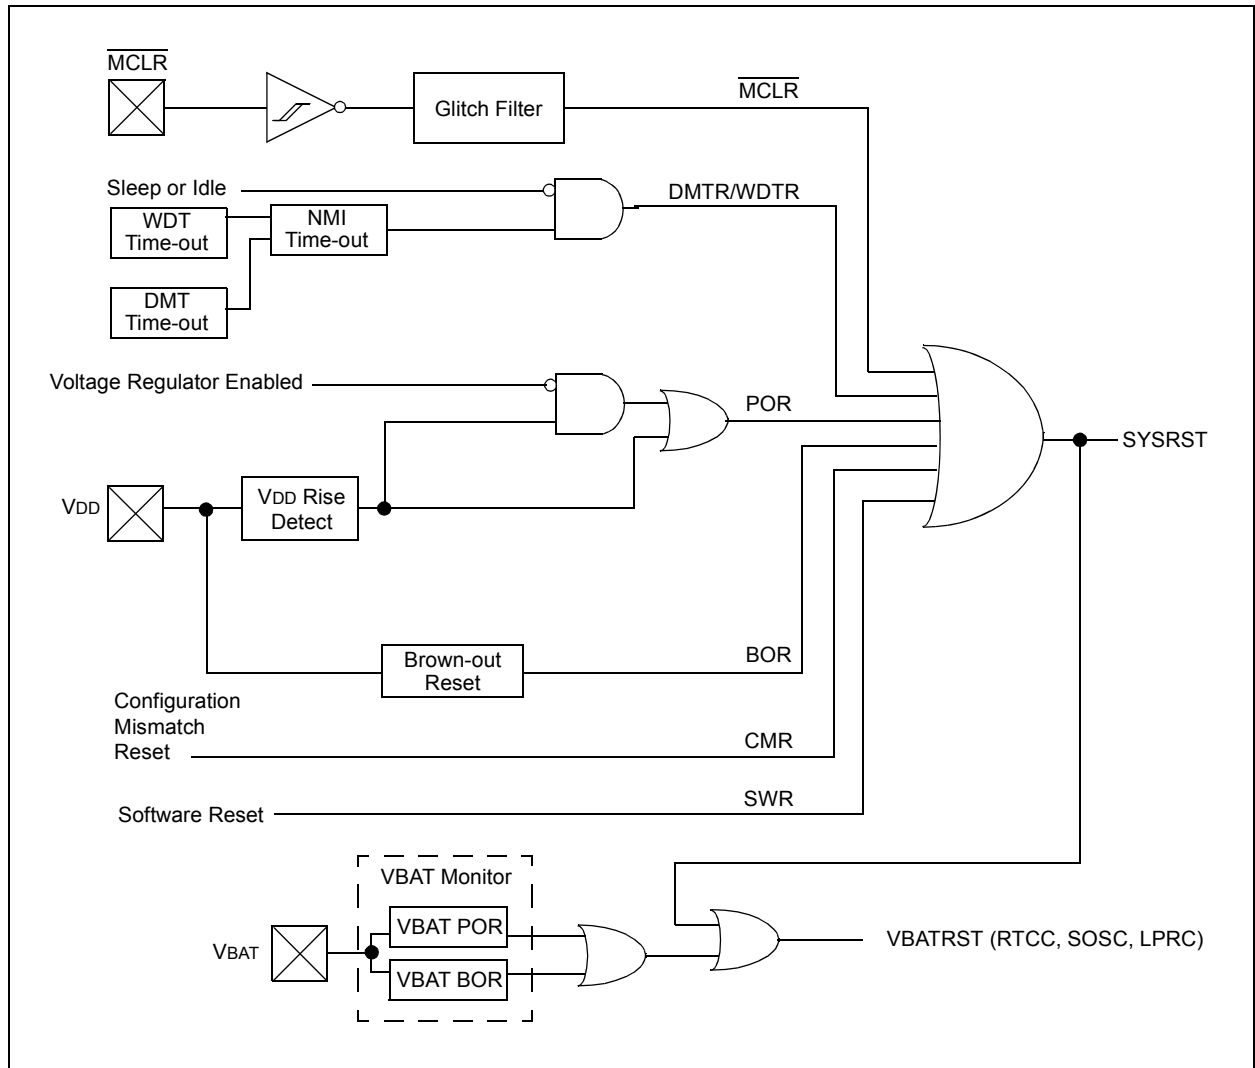 MCLR
Glitch Filter
MCLR
Sleep or Idle
DMTR/WDTR
WDT
Time-out
NMI
Time-out
DMT
Time-out
Voltage Regulator Enabled
POR
SYSRST
VDD
VDD Rise
Detect
Brown-out
Reset
BOR
Configuration
Mismatch
Reset
CMR
Software Reset
SWR
VBAT Monitor
VBAT POR
VBAT
VBAT BOR
VBATRST (RTCC, SOSC, LPRC)